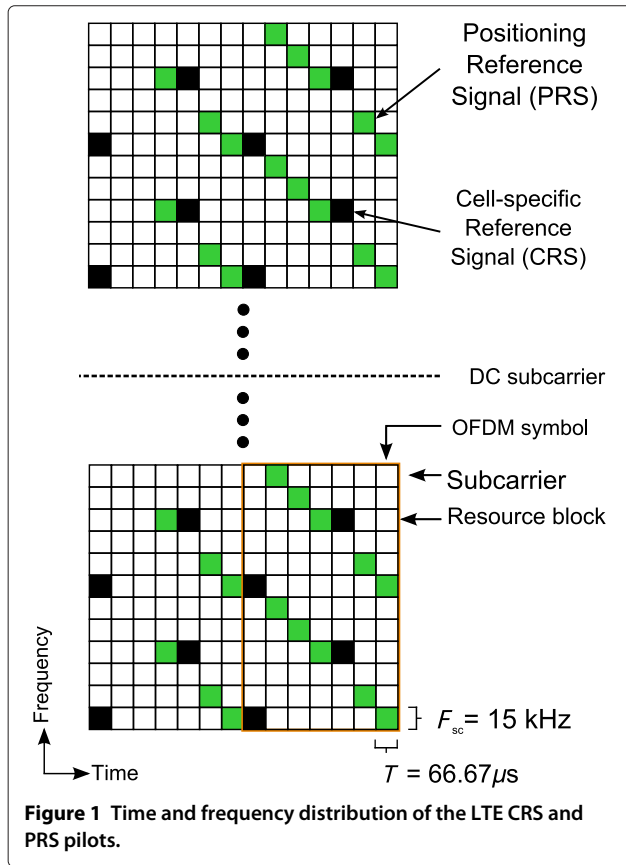 Positioning
Reference
Signal (PRS)
Cell-specific
Reference
Signal (CRS)
DC subcarrier
OFDM symbol
Subcarrier
Resource block
Frequency
Fsc = 15 kHz
Time
T = 66.67µs
Figure 1 Time and frequency distribution of the LTE CRS and
PRS pilots.